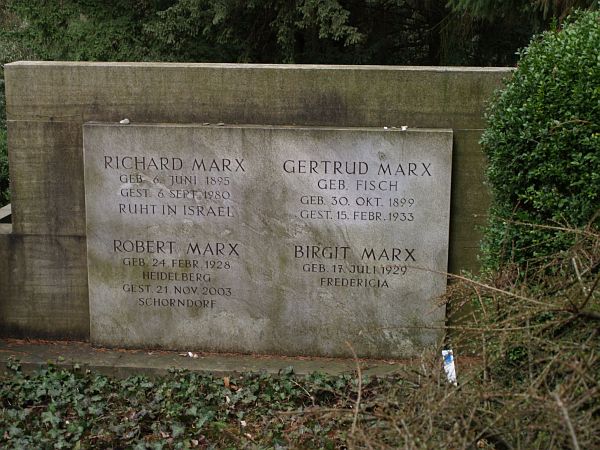 RICHARD MARX
GEB. 6. JUNI 1895
GEST. 6. SEPT. 1980
RUHT IN ISRAEL
GERTRUD MARX
GEB. FISCH
GEB. 30. OKT. 1899
GEST. 15. FEBR. 1933
ROBERT MARX
GEB. 24. FEBR. 1928
HEIDELBERG
GEST. 21. NOV. 2003
SCHORNDORF
BIRGIT MARX
GEB. 17. JULI 1929
FREDERICIA